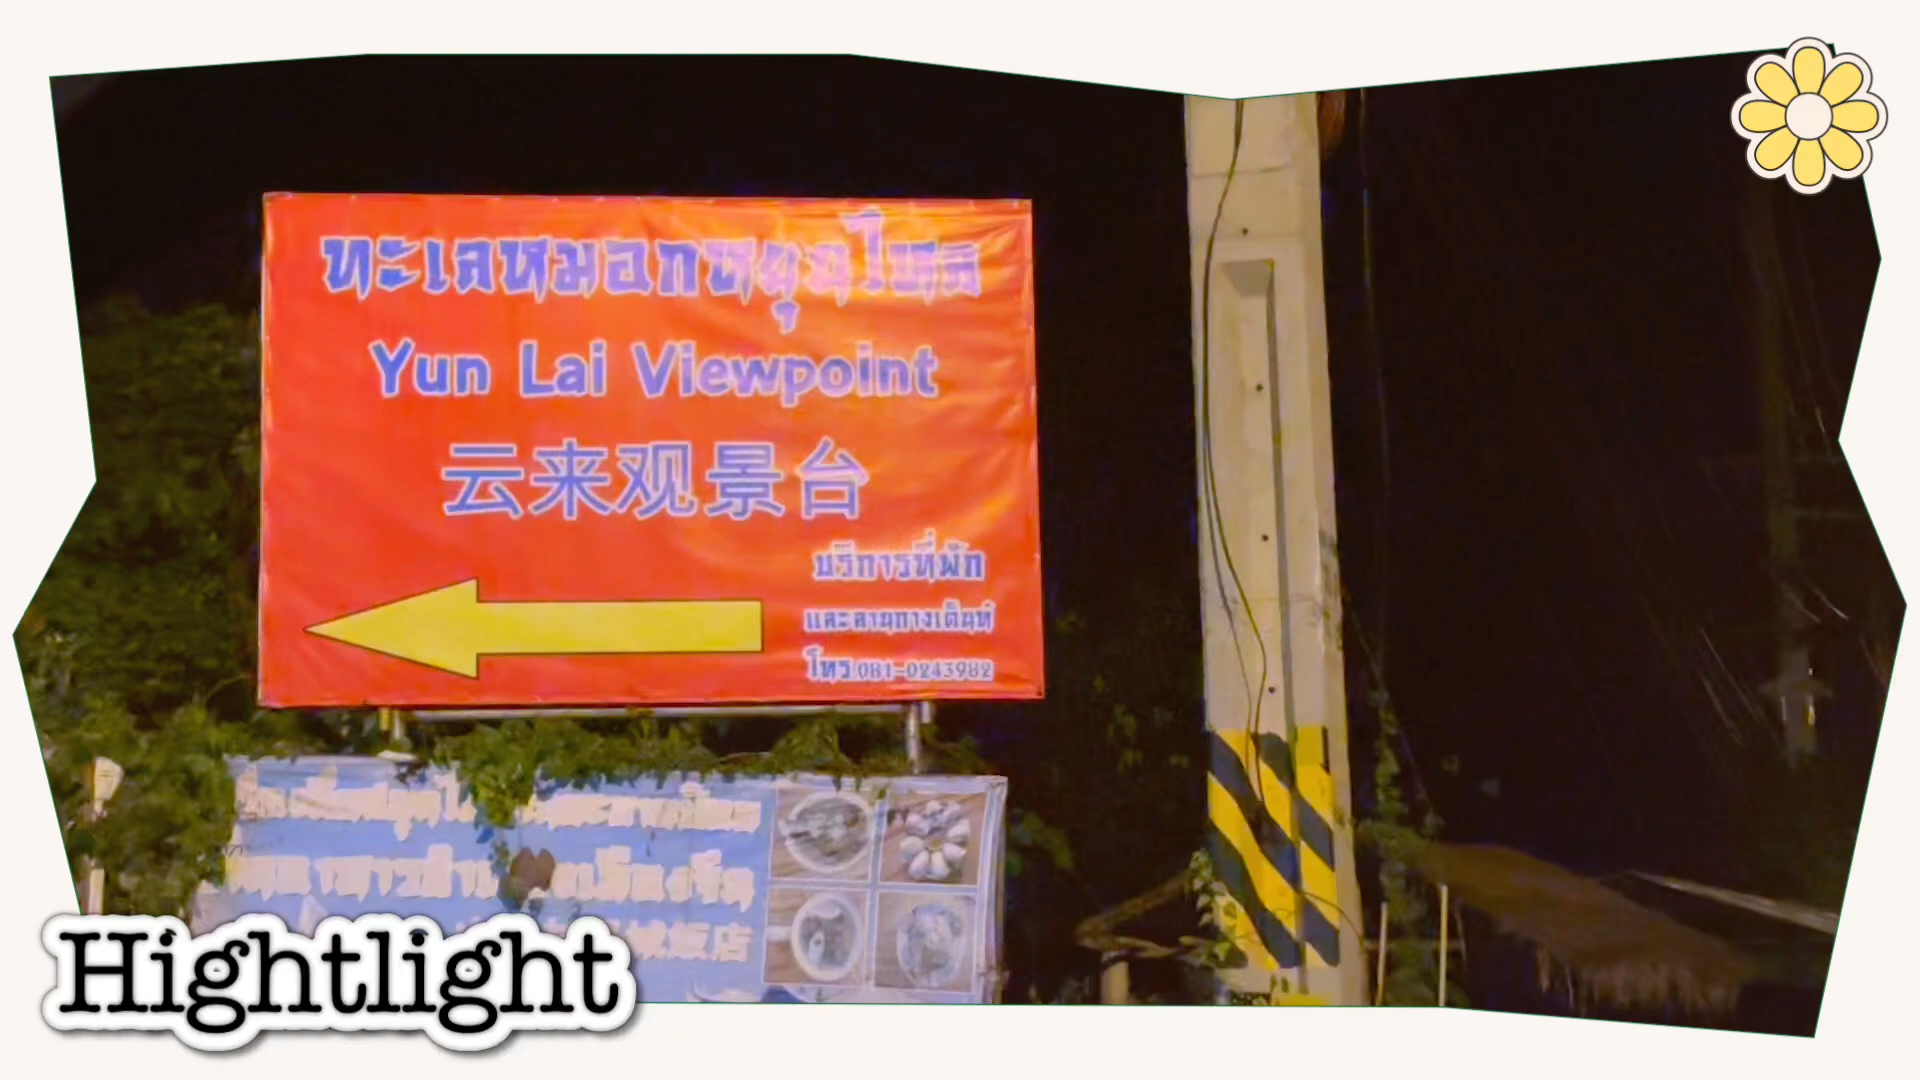 ทะเลหมอกหยุนไหล
Yun Lai Viewpoint
云来观景台
บริการที่พัก
และลานกางเต็นท์
โทร.081-0243982
饭店
Hightlight